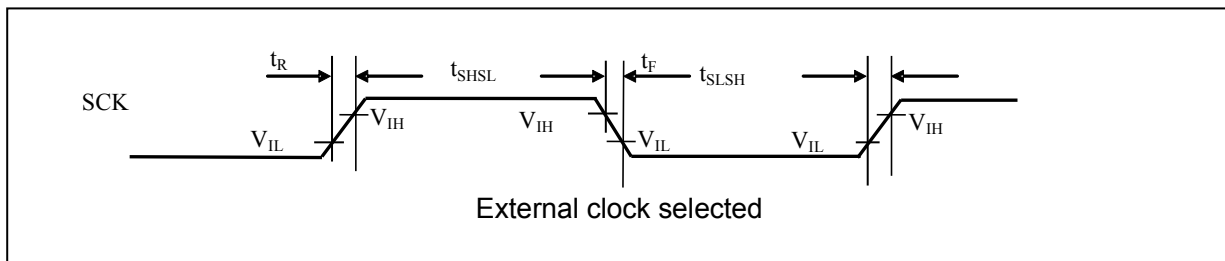 tR tSHSL tF tSLSH
SCK
VIH VIH VIH
VIL VIL VIL
External clock selected